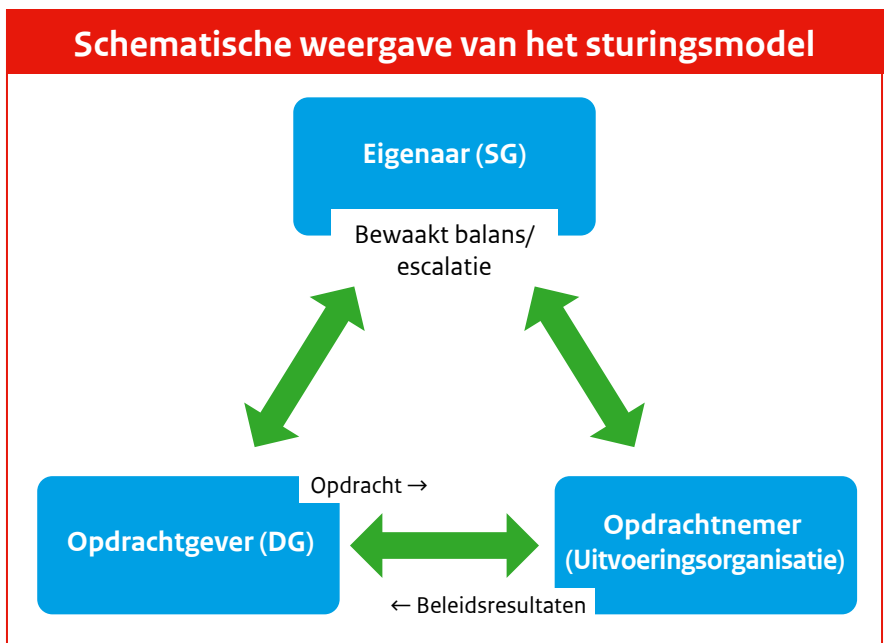 Schematische weergave van het sturingsmodel
Eigenaar (SG)
Bewaakt balans/
escalatie
Opdracht →
Opdrachtgever (DG)
Opdrachtnemer
(Uitvoeringsorganisatie)
← Beleidsresultaten